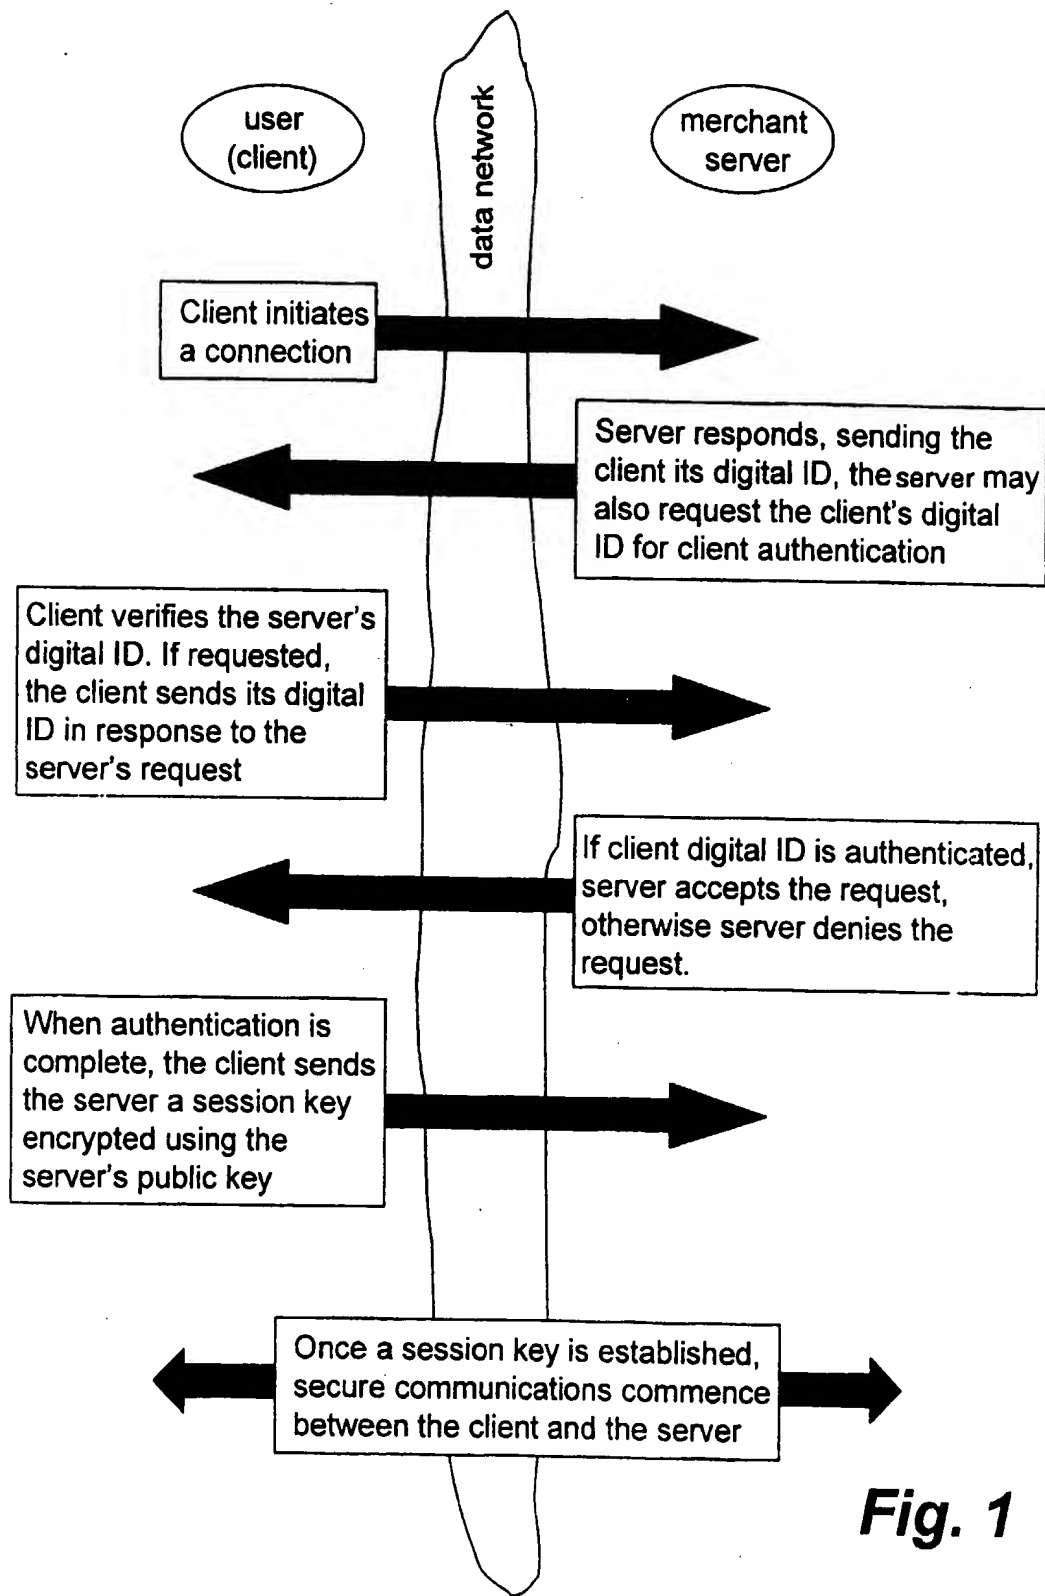 user
(client)
data network
merchant
server
Client initiates
a connection
Server responds, sending the
client its digital ID, the server may
also request the client's digital
ID for client authentication
Client verifies the server's
digital ID. If requested,
the client sends its digital
ID in response to the
server's request
If client digital ID is authenticated,
server accepts the request,
otherwise server denies the
request.
When authentication is
complete, the client sends
the server a session key
encrypted using the
server's public key
Once a session key is established,
secure communications commence
between the client and the server
Fig. 1